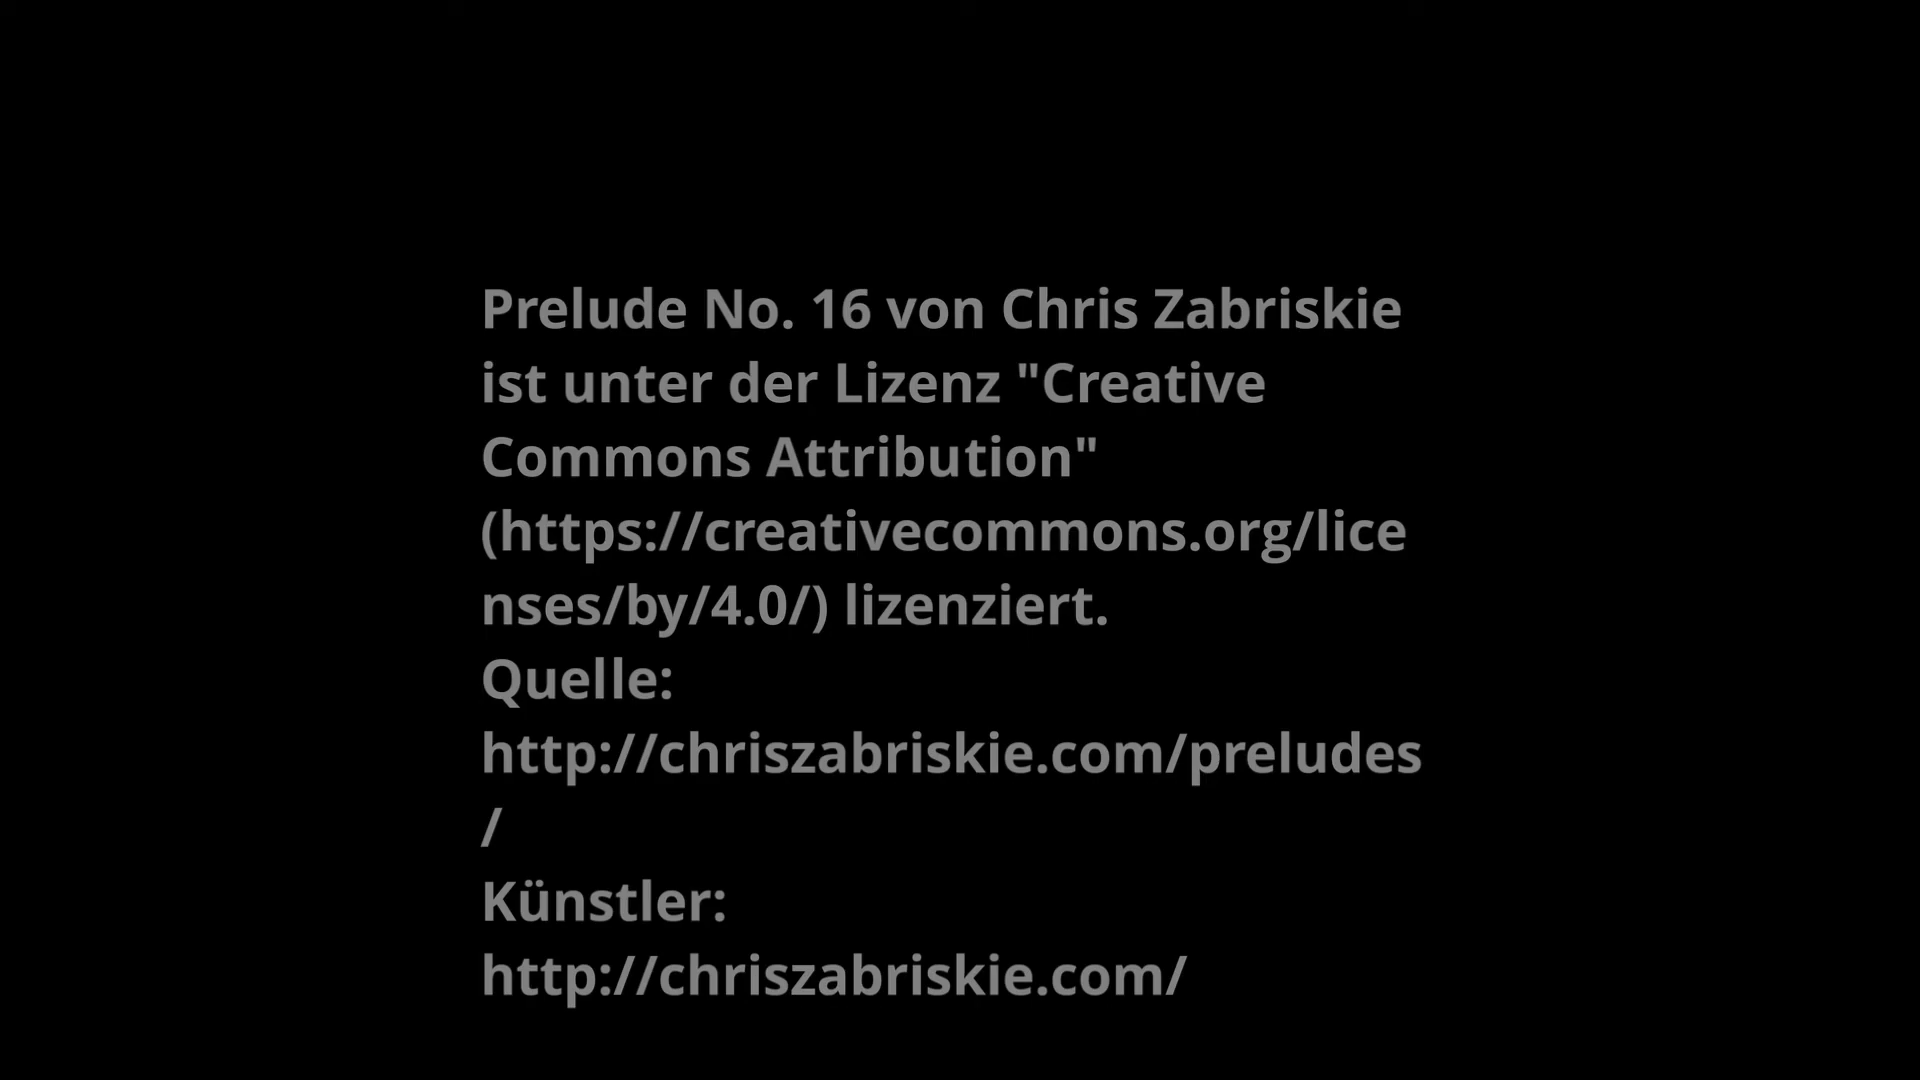 Prelude No. 16 von Chris Zabriskie
ist unter der Lizenz "Creative
Commons Attribution"
(https://creativecommons.org/lice
nses/by/4.0/) lizenziert.
Quelle:
http://chriszabriskie.com/preludes
/
Künstler:
http://chriszabriskie.com/